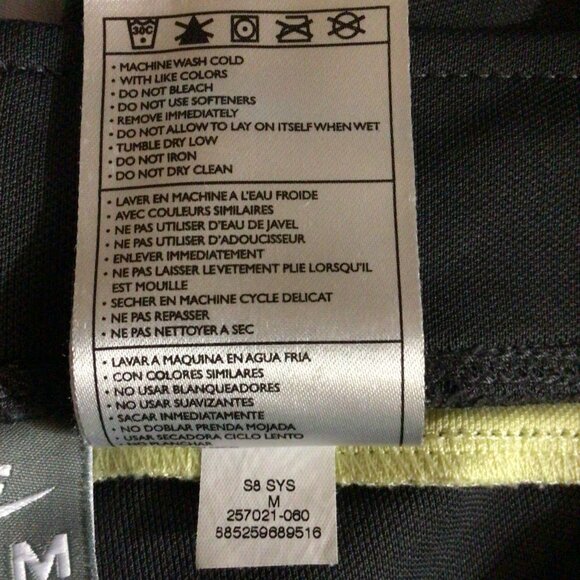 30C
• MACHINE WASH COLD
• WITH LIKE COLORS
• DO NOT BLEACH
• DO NOT USE SOFTENERS
• REMOVE IMMEDIATELY
• DO NOT ALLOW TO LAY ON ITSELF WHEN WET
• TUMBLE DRY LOW
• DO NOT IRON
• DO NOT DRY CLEAN
• LAVER EN MACHINE A L'EAU FROIDE
• AVEC COULEURS SIMILAIRES
• NE PAS UTILISER D'EAU DE JAVEL
• NE PAS UTILISER D'ADOUCISSEUR
• ENLEVER IMMEDIATEMENT
• NE PAS LAISSER LE VETEMENT PLIE LORSQU'IL
EST MOUILLE
• SECHER EN MACHINE CYCLE DELICAT
• NE PAS REPASSER
• NE PAS NETTOYER A SEC
• LAVAR A MAQUINA EN AGUA FRIA
• CON COLORES SIMILARES
• NO USAR BLANQUEADORES
• NO USAR SUAVIZANTES
• SACAR INMEDIATAMENTE
• NO DOBLAR PRENDA MOJADA
• USAR SECADORA CICLO LENTO
• NO PLANCHAR
S8 SYS
M
257021-060
885259689516
M